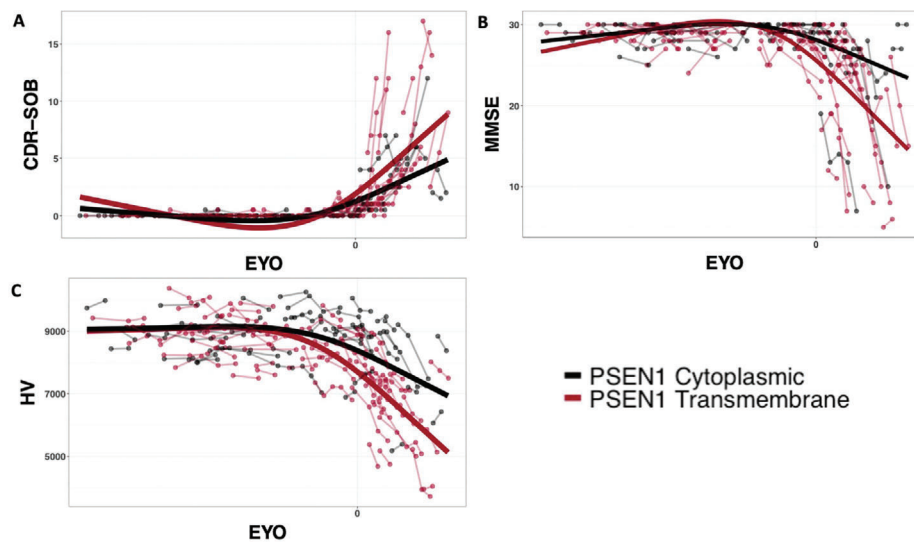 A
CDR−SOB
15
10
5
0
0
EYO
B
MMSE
30
20
10
0
EYO
C
HV
9000
7000
5000
0
EYO
PSEN1 Cytoplasmic
PSEN1 Transmembrane